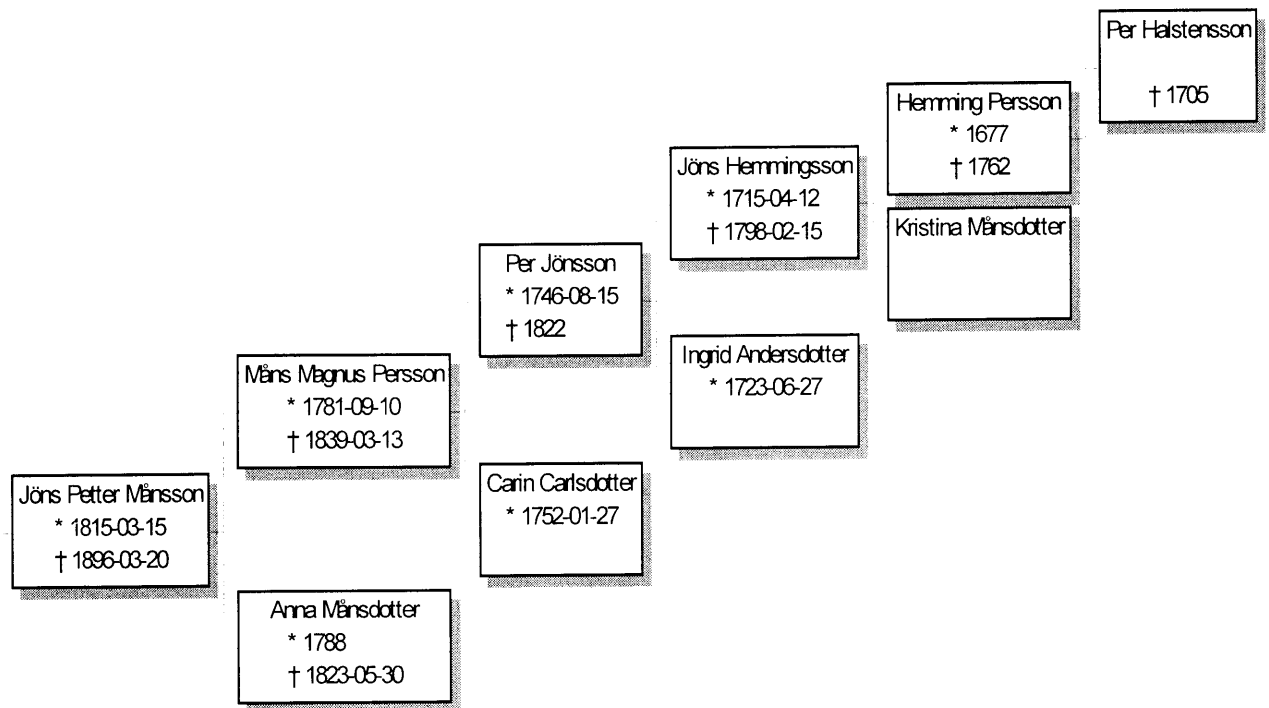 Per Halstensson
† 1705
Hemming Persson
* 1677
† 1762
Kristina Månsdotter
Jöns Hemmingsson
* 1715-04-12
† 1798-02-15
Ingrid Andersdotter
* 1723-06-27
Per Jönsson
* 1746-08-15
† 1822
Carin Carlsdotter
* 1752-01-27
Måns Magnus Persson
* 1781-09-10
† 1839-03-13
Anna Månsdotter
* 1788
† 1823-05-30
Jöns Petter Månsson
* 1815-03-15
† 1896-03-20